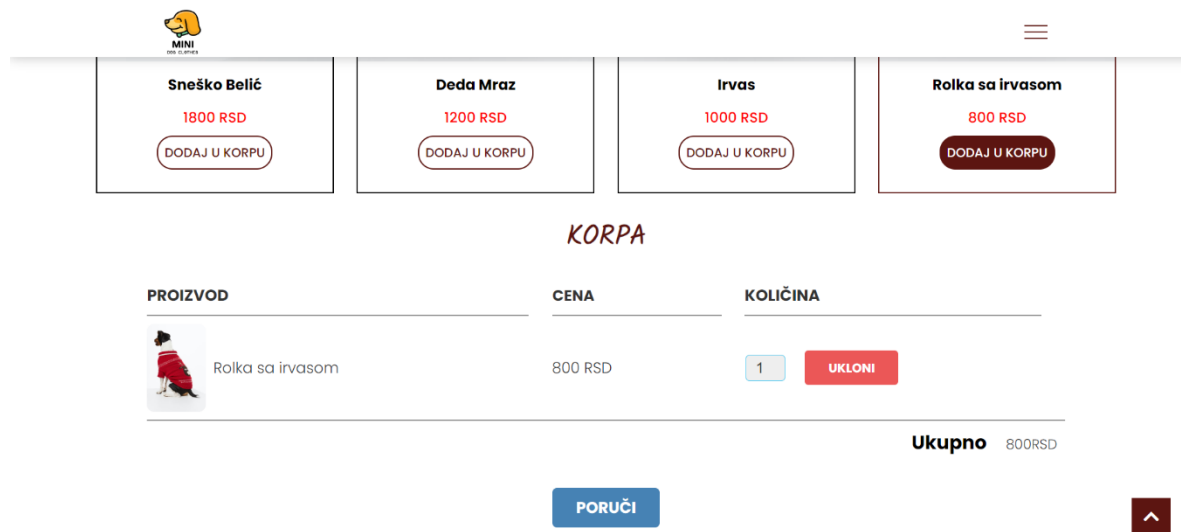 MINI
DOG CLOTHES
Sneško Belić
1800 RSD
DODAJ U KORPU
Deda Mraz
1200 RSD
DODAJ U KORPU
Irvas
1000 RSD
DODAJ U KORPU
Rolka sa irvasom
800 RSD
DODAJ U KORPU
KORPA
PROIZVOD CENA KOLIČINA
Rolka sa irvasom 800 RSD 1 UKLONI
Ukupno 800RSD
PORUČI